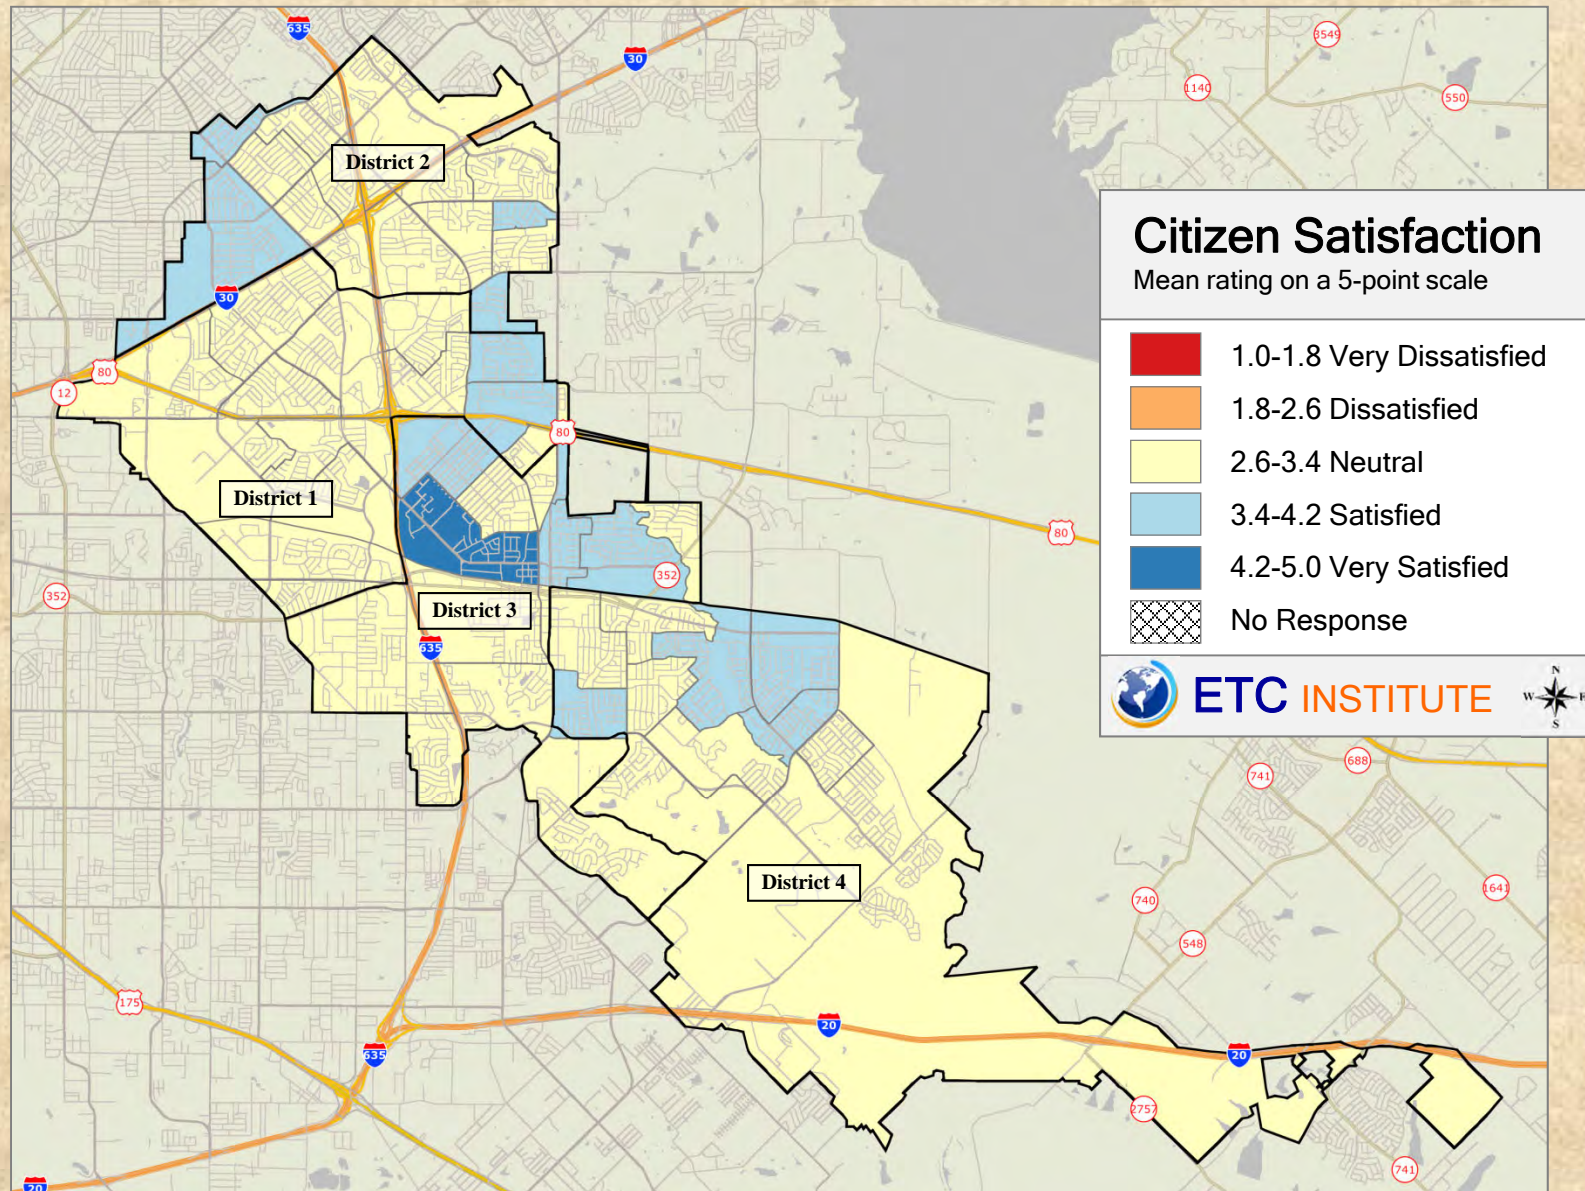 635
30
3549
1140
550
District 2
Citizen Satisfaction
Mean rating on a 5-point scale
30
1.0-1.8 Very Dissatisfied
80
12
1.8-2.6 Dissatisfied
80
2.6-3.4 Neutral
District 1
3.4-4.2 Satisfied
80
352
4.2-5.0 Very Satisfied
352
District 3
No Response
635
ETC INSTITUTE
N
W E
S
688
741
District 4
1641
740
548
175
20
635
20
2757
741
20